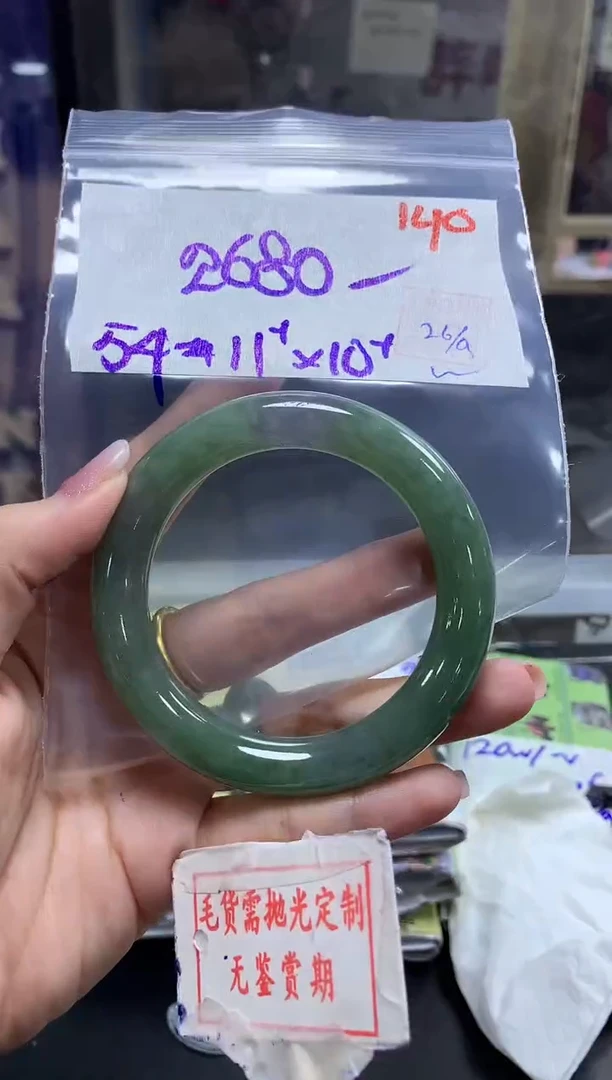 140
2680 –
54 → 11⁺ × 10⁺
26/a
毛货需抛光定制
无鉴赏期